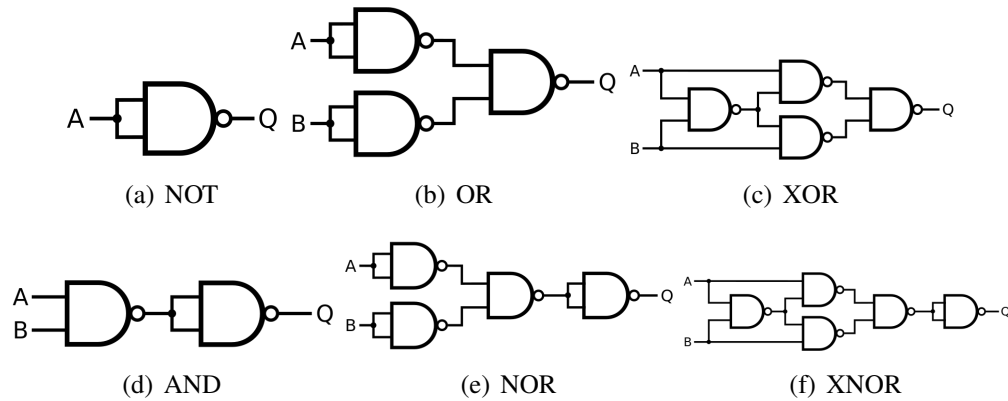 A Q
(a) NOT
A
B
Q
(b) OR
A
B
Q
(c) XOR
A
B
Q
(d) AND
A
B
Q
(e) NOR
A
B
Q
(f) XNOR